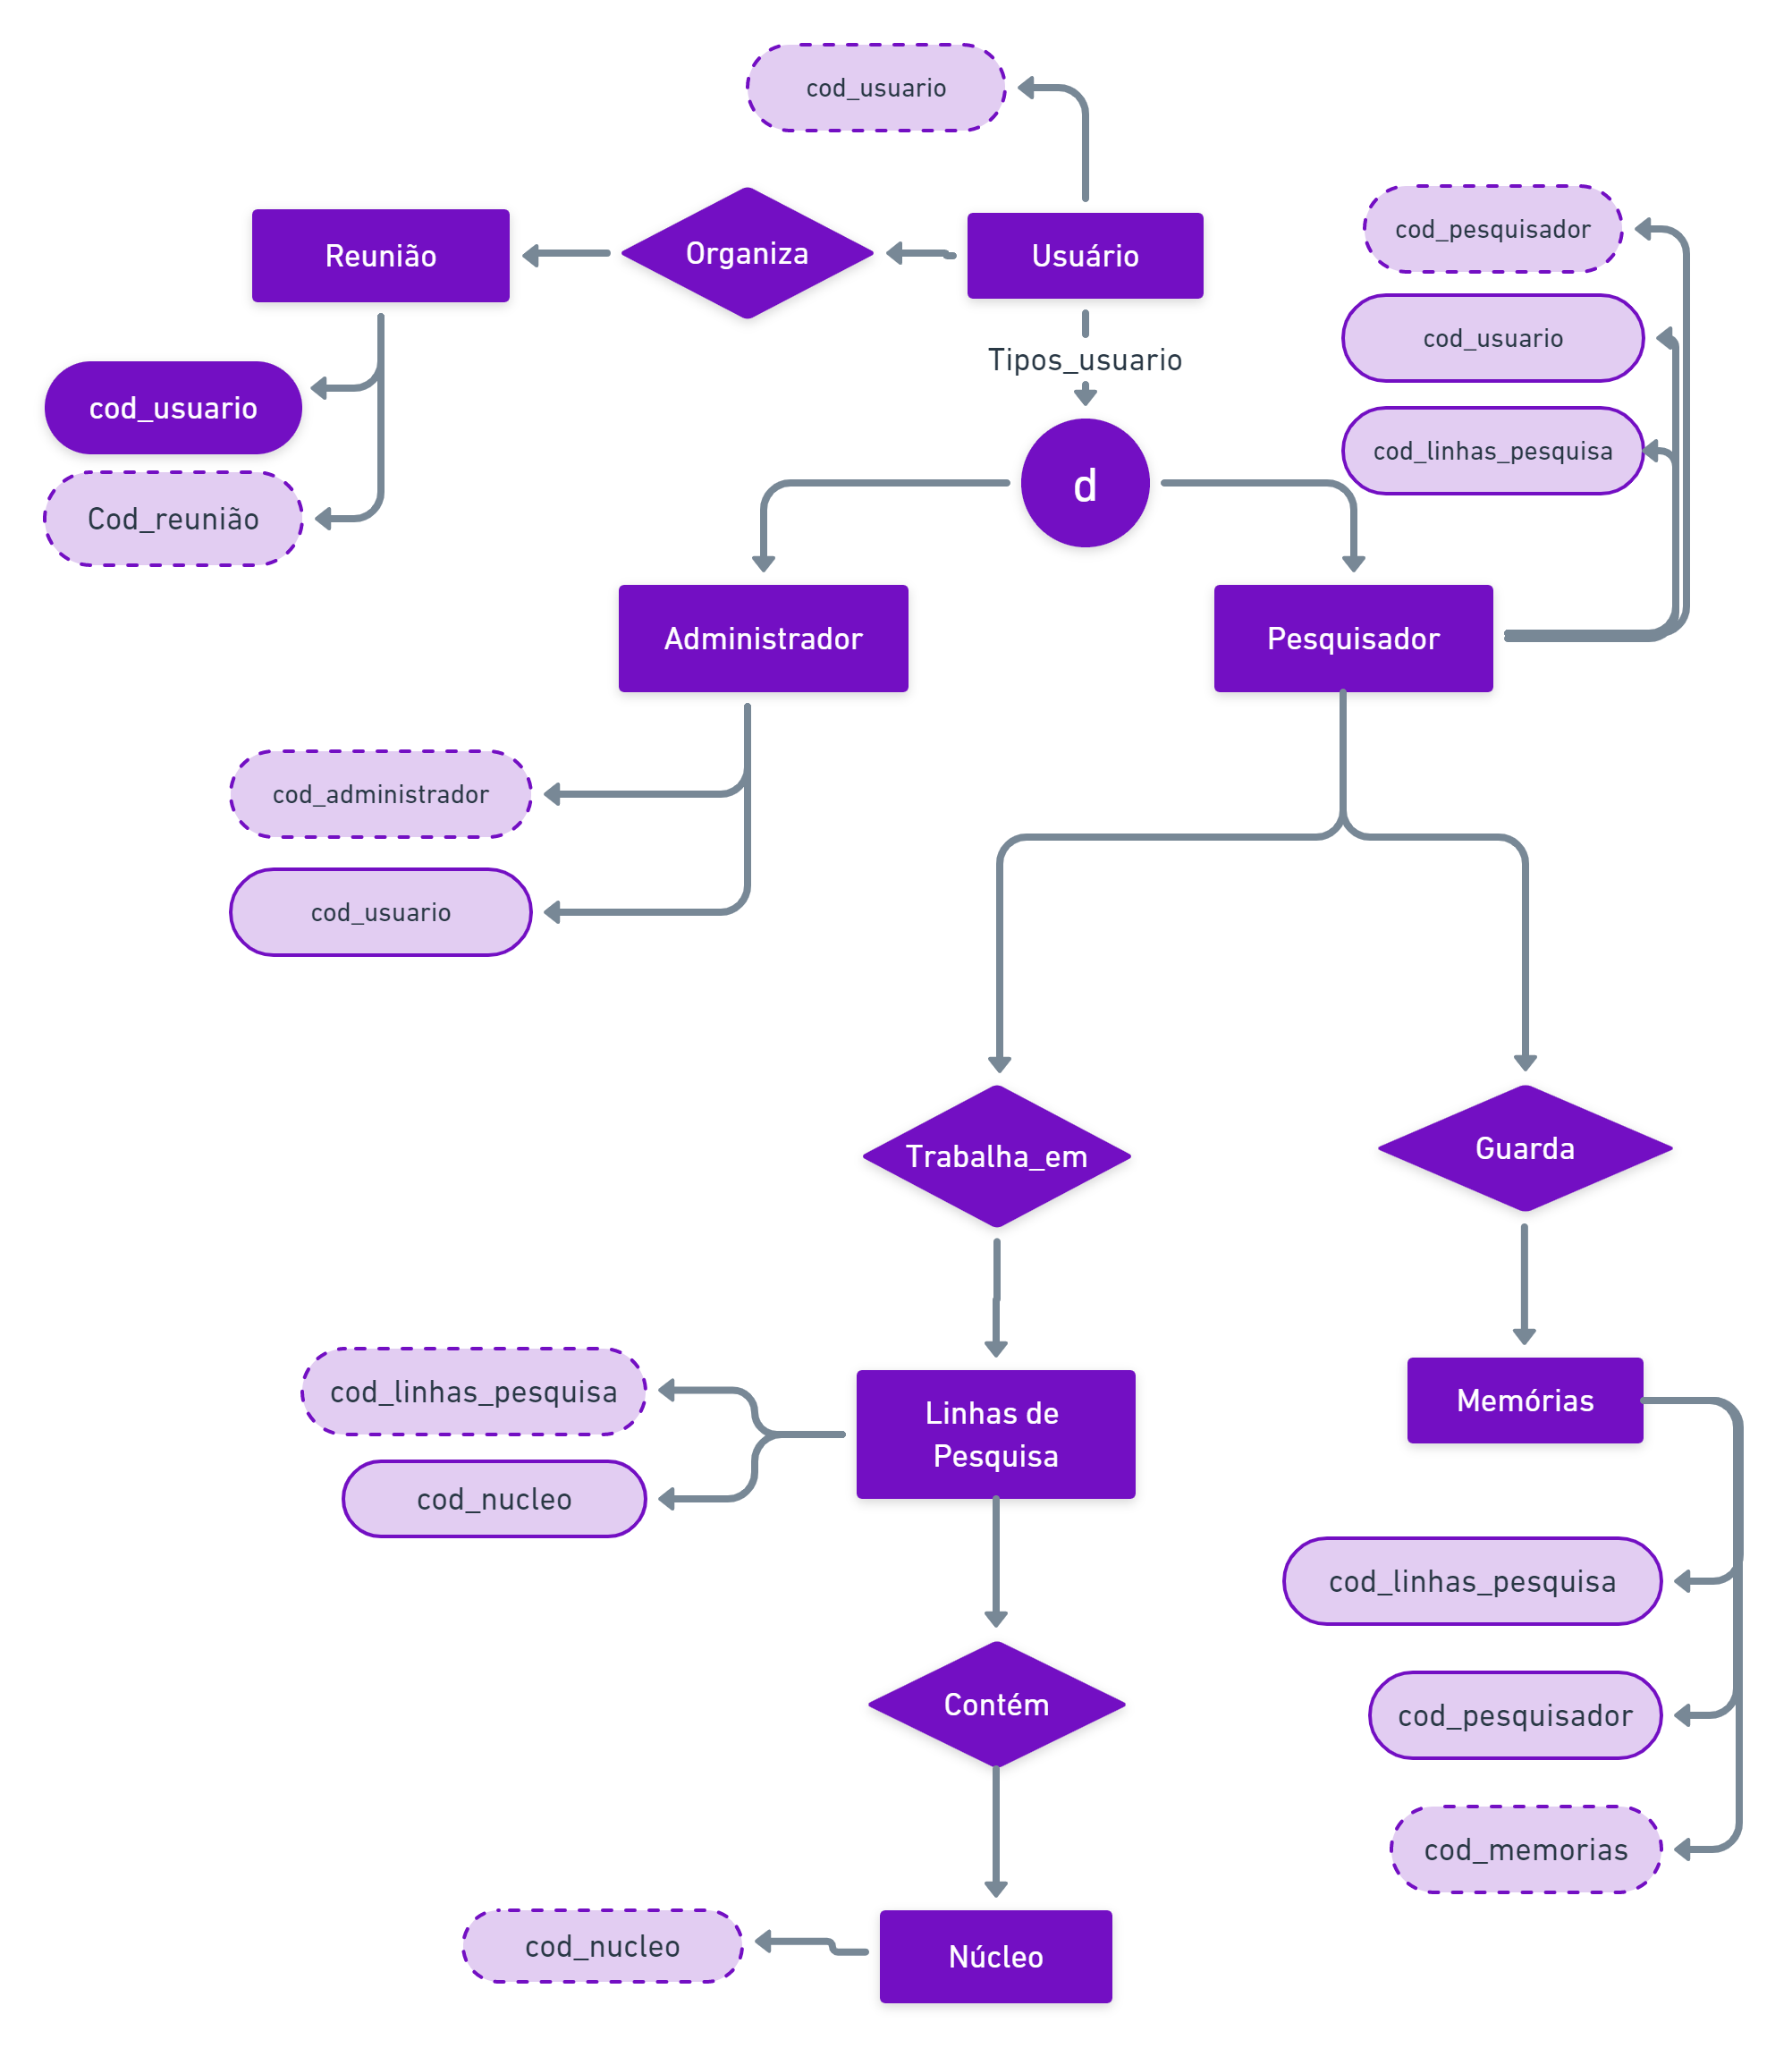 cod_usuario
Reunião
Organiza
Usuário
cod_pesquisador
cod_usuario
Tipos_usuario
cod_usuario
cod_linhas_pesquisa
Cod_reunião
d
Administrador
Pesquisador
cod_administrador
cod_usuario
Trabalha_em
Guarda
cod_linhas_pesquisa
Linhas de
Pesquisa
Memórias
cod_nucleo
cod_linhas_pesquisa
Contém
cod_pesquisador
cod_memorias
cod_nucleo
Núcleo